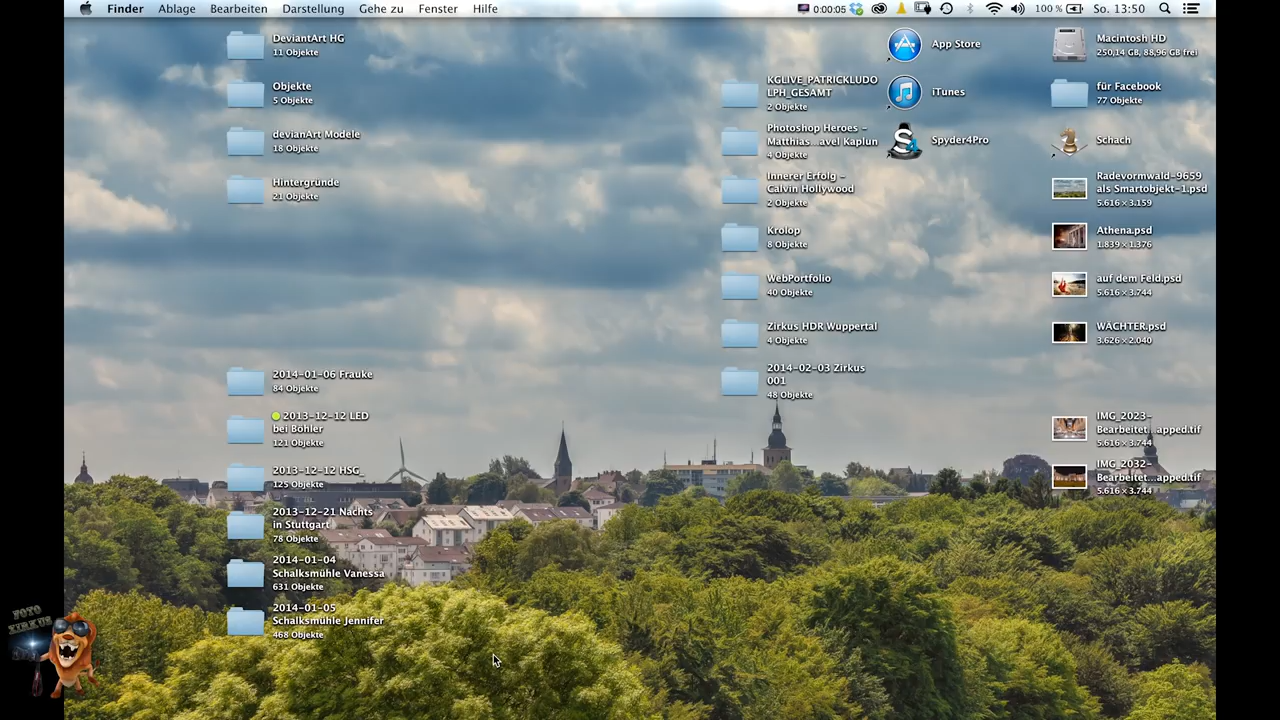 Finder Ablage Bearbeiten Darstellung Gehe zu Fenster Hilfe
0:00:05 100 % So. 13:50
DeviantArt HG
11 Objekte
Objekte
5 Objekte
devianArt Modele
18 Objekte
Hintergründe
21 Objekte
2014-01-06 Frauke
84 Objekte
2013-12-12 LED
bei Böhler
121 Objekte
2013-12-12 HSG_
125 Objekte
2013-12-21 Nachts
in Stuttgart
78 Objekte
2014-01-04
Schalksmühle Vanessa
631 Objekte
2014-01-05
Schalksmühle Jennifer
468 Objekte
KGLIVE_PATRICKLUDO
LPH_GESAMT
2 Objekte
Photoshop Heroes -
Matthias...avel Kaplun
4 Objekte
Innerer Erfolg -
Calvin Hollywood
2 Objekte
Krolop
8 Objekte
WebPortfolio
40 Objekte
Zirkus HDR Wuppertal
4 Objekte
2014-02-03 Zirkus
001
48 Objekte
App Store
iTunes
Spyder4Pro
Macintosh HD
250,14 GB, 88,96 GB frei
für Facebook
77 Objekte
Schach
Radevormwald-9659
als Smartobjekt-1.psd
5.616 × 3.159
Athena.psd
1.839 × 1.376
auf dem Feld.psd
5.616 × 3.744
WÄCHTER.psd
3.626 × 2.040
IMG_2023-
Bearbeitet...apped.tif
5.616 × 3.744
IMG_2032-
Bearbeitet...apped.tif
5.616 × 3.744
FOTO
ZIRKUS